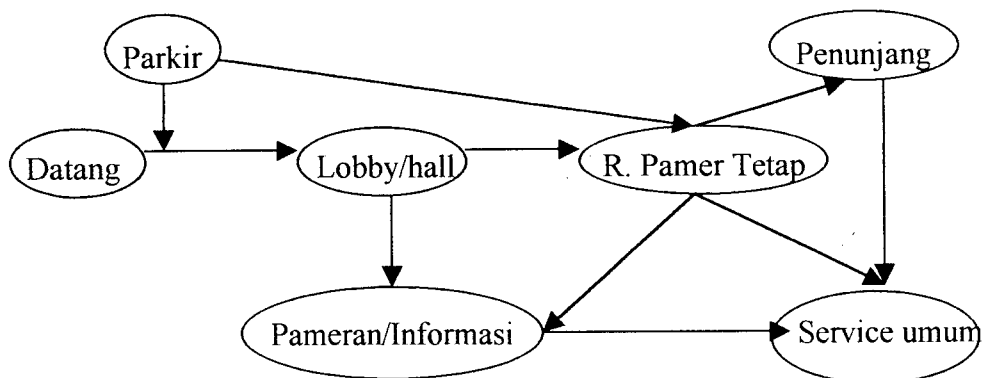 Parkir
Penunjang
Datang
Lobby/hall
R. Pamer Tetap
Pameran/Informasi
Service umum